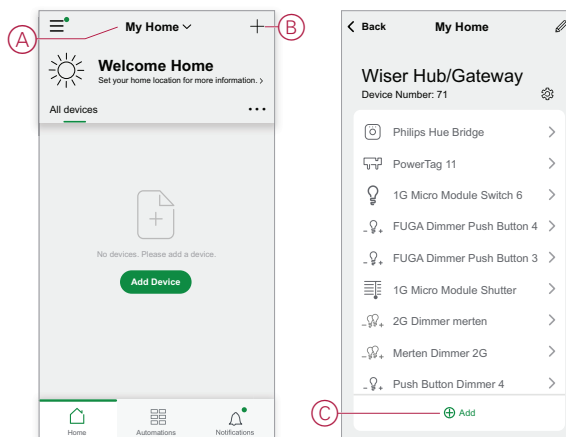 A
My Home
B
Welcome Home
Set your home location for more information. >
All devices
No devices. Please add a device.
Add Device
Home
Automations
Notifications
Back
My Home
Wiser Hub/Gateway
Device Number: 71
Philips Hue Bridge
PowerTag 11
1G Micro Module Switch 6
FUGA Dimmer Push Button 4
FUGA Dimmer Push Button 3
1G Micro Module Shutter
2G Dimmer merten
Merten Dimmer 2G
Push Button Dimmer 4
C
Add